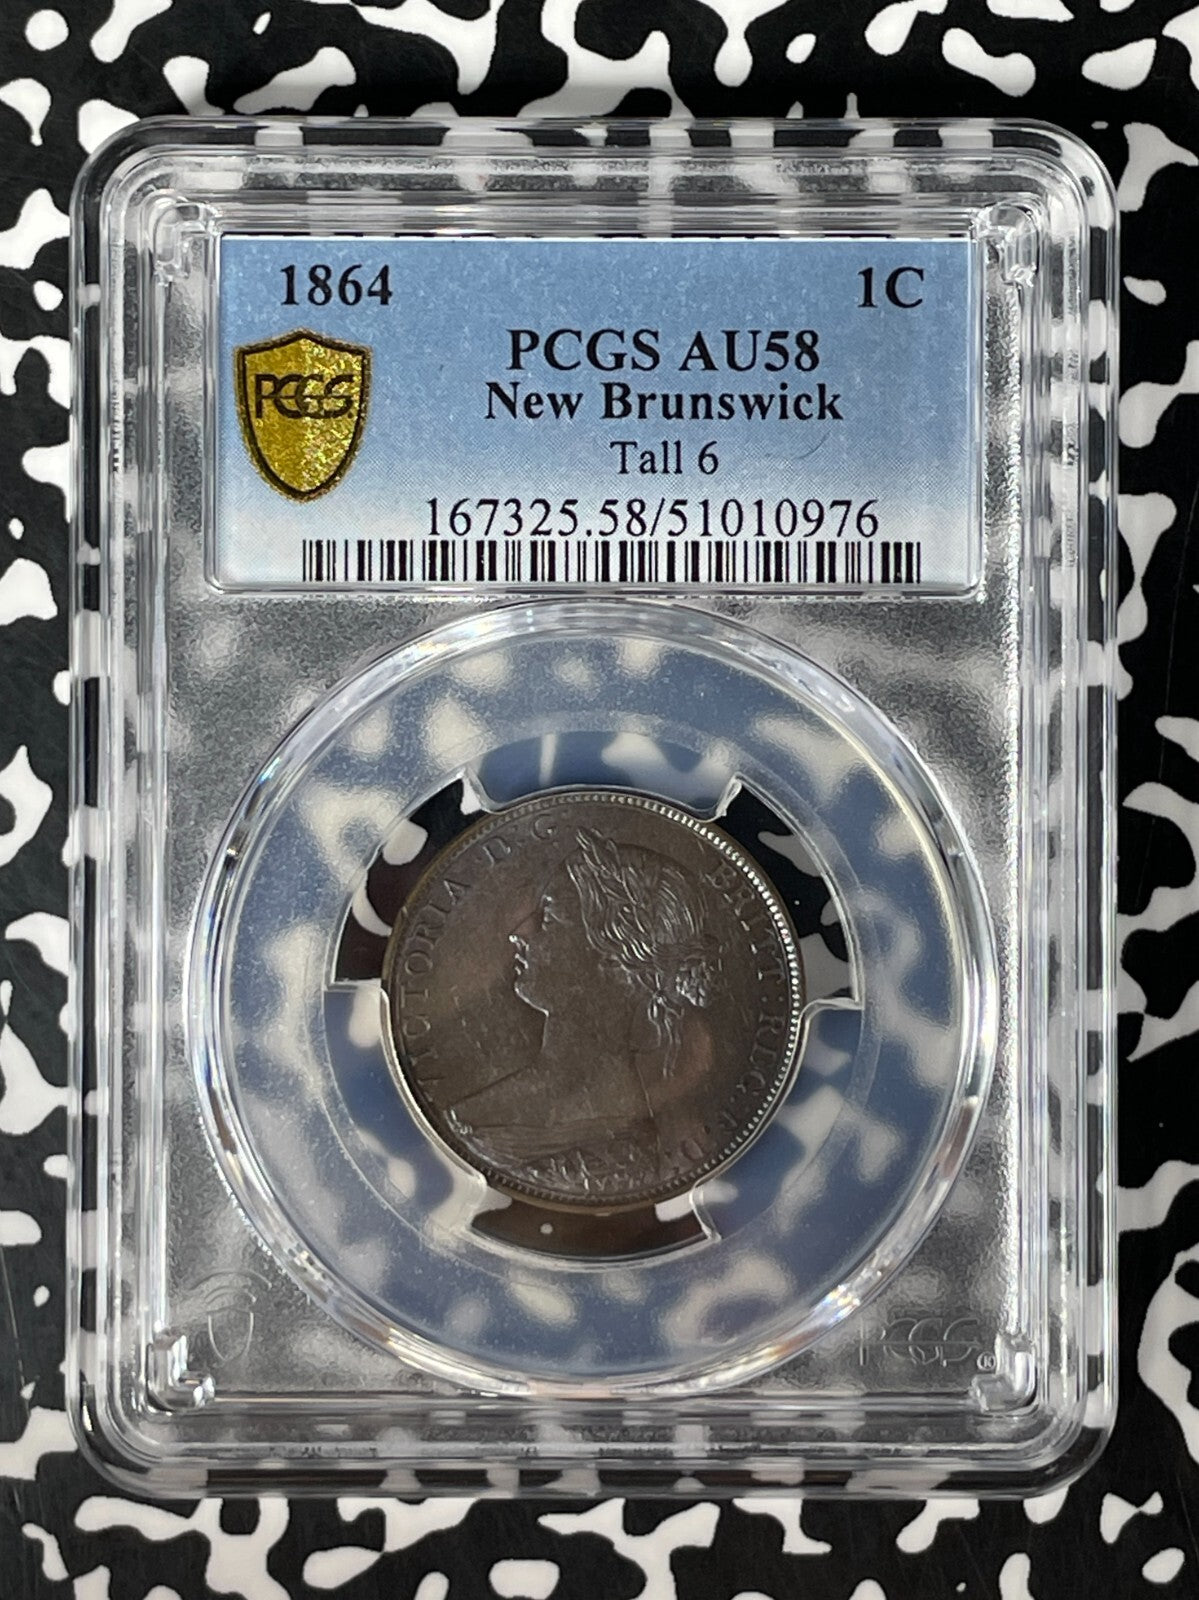 1864 1C
PCGS
PCGS AU58
New Brunswick
Tall 6
167325.58/51010976
VICTORIA D:G: BRITT:REG:F:D:
PCGS